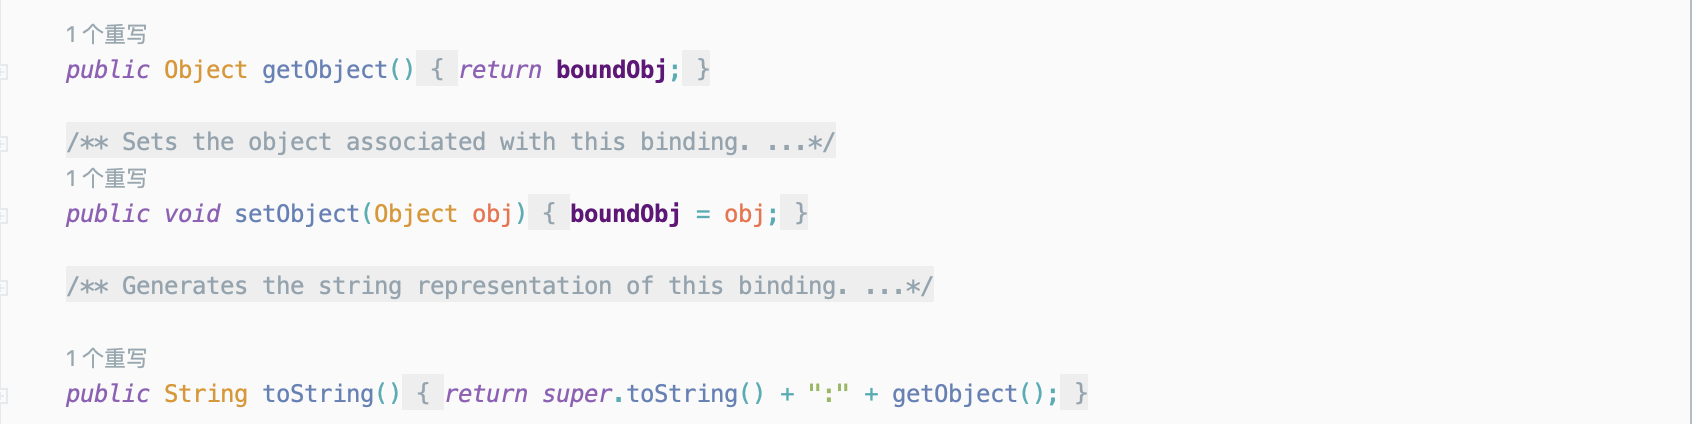 1个重写
public Object getObject() { return boundObj; }
/** Sets the object associated with this binding. ...*/
1个重写
public void setObject(Object obj) { boundObj = obj; }
/** Generates the string representation of this binding. ...*/
1个重写
public String toString() { return super.toString() + ":" + getObject(); }